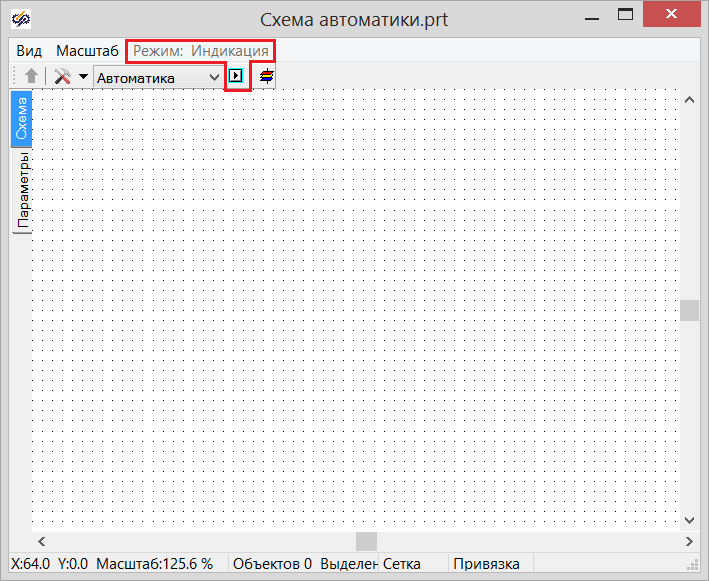 Схема автоматики.prt
Вид Масштаб Режим: Индикация
Автоматика
Схема
Параметры
X:64.0 Y:0.0 Масштаб:125.6 % Объектов 0 Выделен Сетка Привязка